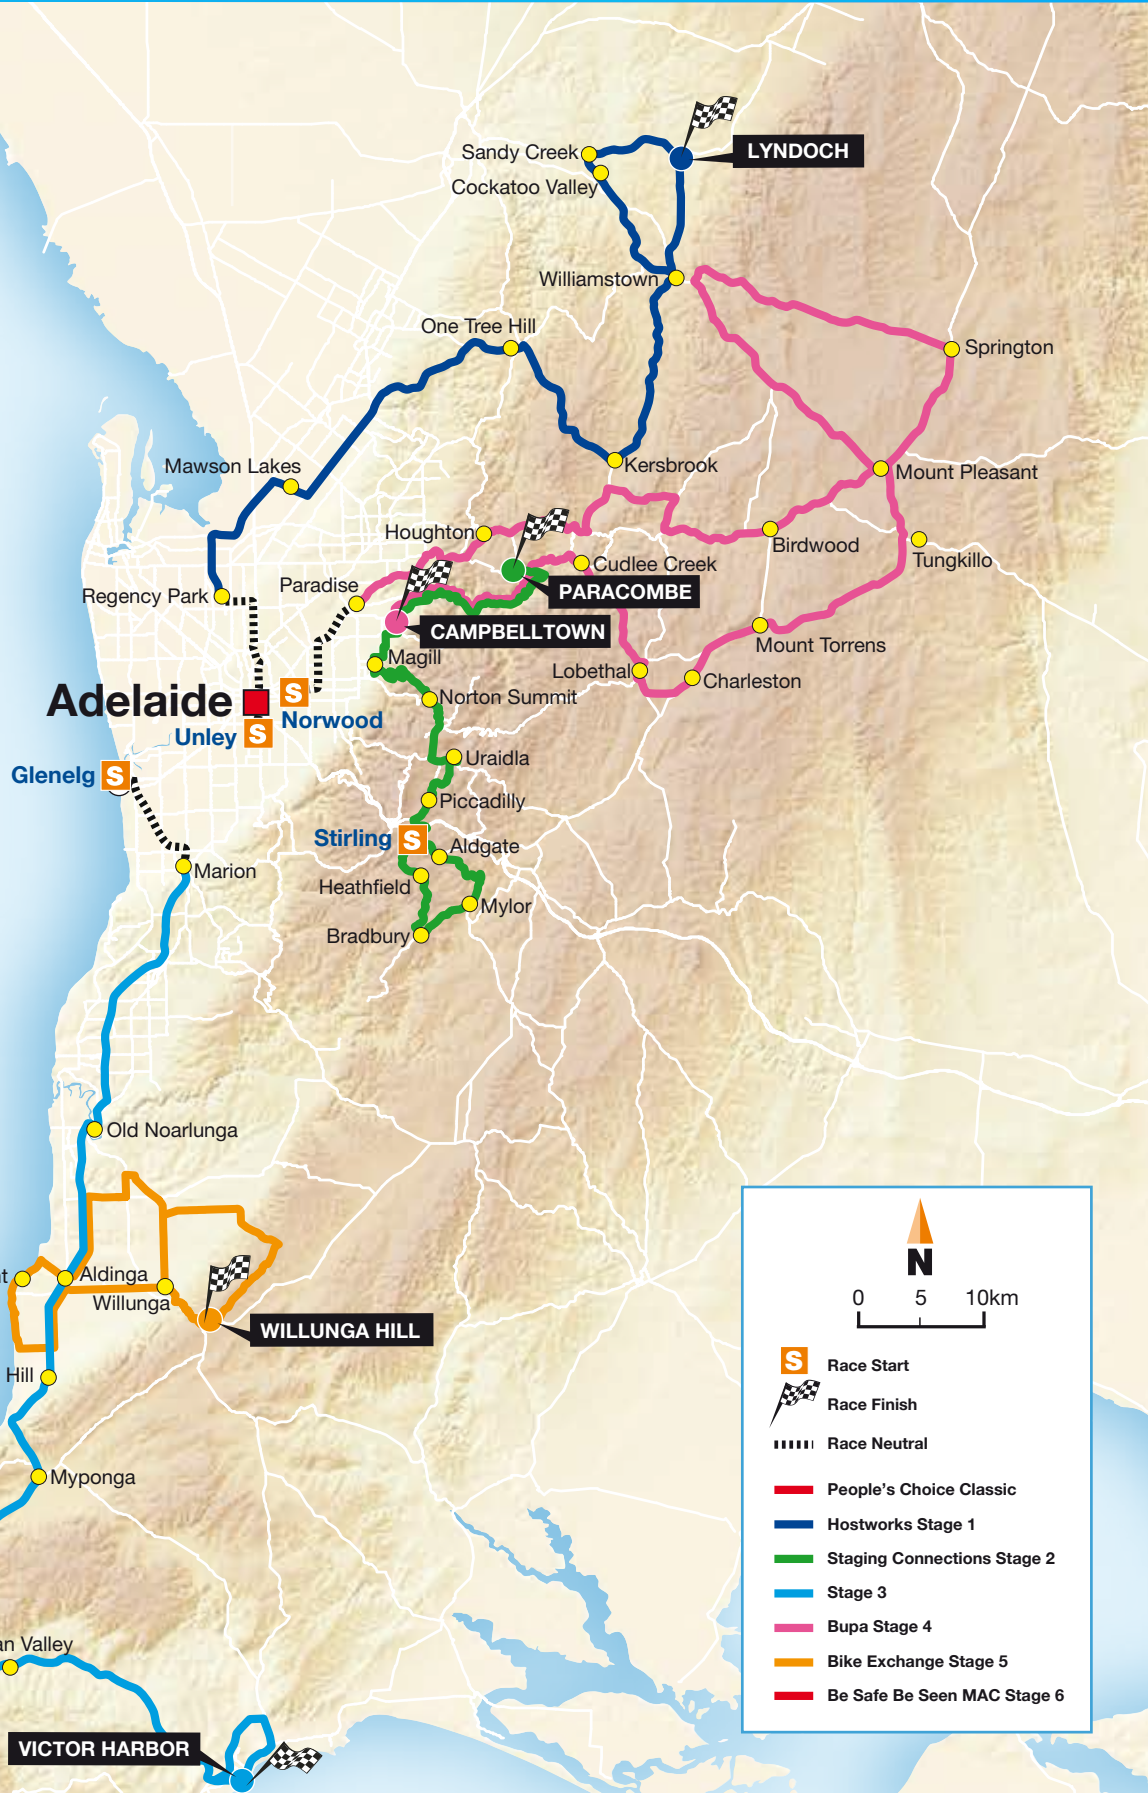 Sandy Creek
LYNDOCH
Cockatoo Valley
Williamstown
One Tree Hill
Springton
Mawson Lakes
Kersbrook
Mount Pleasant
Houghton
Birdwood
Tungkillo
Cudlee Creek
Paradise
PARACOMBE
Regency Park
CAMPBELLTOWN
Mount Torrens
Magill
Lobethal
Charleston
Adelaide
S
Norton Summit
Norwood
Unley S
Uraidla
Glenelg S
Piccadilly
Stirling S
Aldgate
Marion
Heathfield
Mylor
Bradbury
Old Noarlunga
t
Aldinga
Willunga
WILLUNGA HILL
Hill
Myponga
an Valley
VICTOR HARBOR
N
0 5 10km
S Race Start
Race Finish
Race Neutral
People's Choice Classic
Hostworks Stage 1
Staging Connections Stage 2
Stage 3
Bupa Stage 4
Bike Exchange Stage 5
Be Safe Be Seen MAC Stage 6